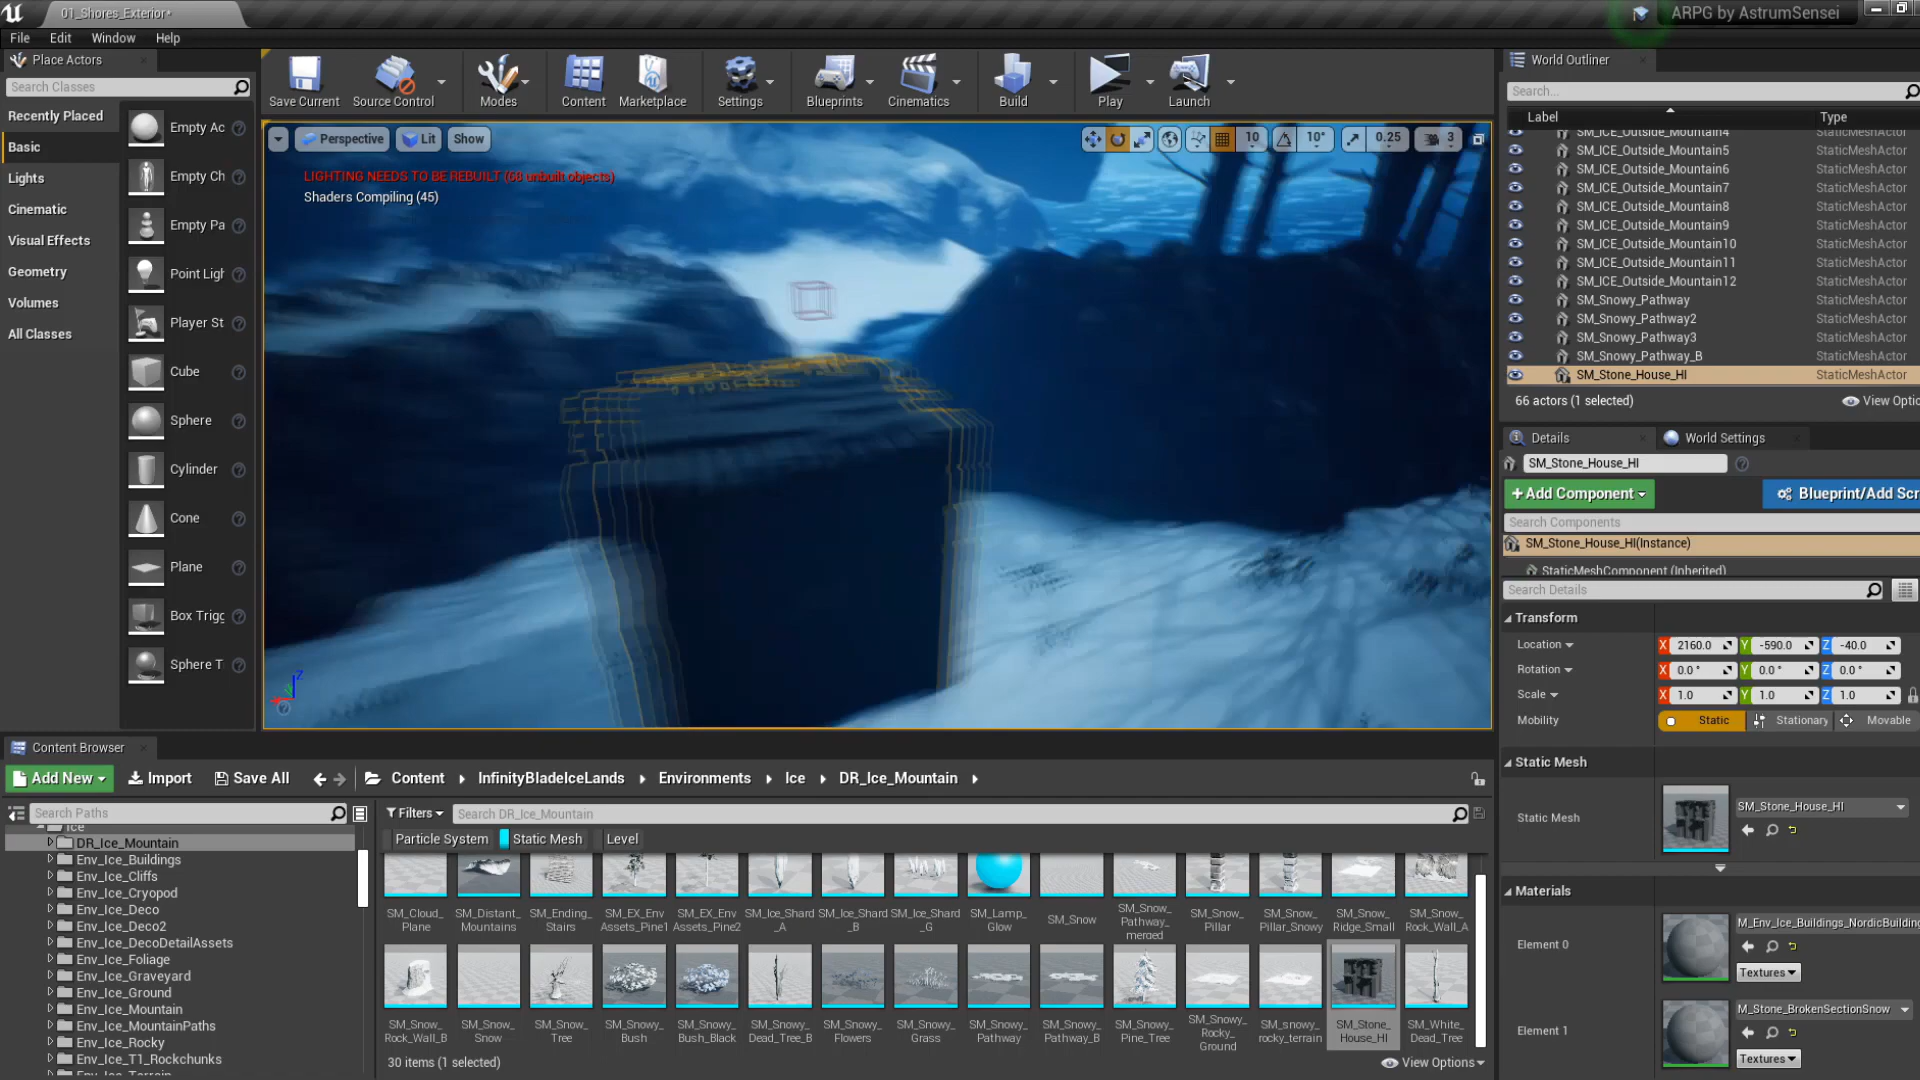 01_Shores_Exterior*
ARPG by AstrumSensei
File Edit Window Help
Place Actors
Search Classes
Recently Placed
Basic
Lights
Cinematic
Visual Effects
Geometry
Volumes
All Classes
Empty Ac
Empty Ch
Empty Pa
Point Ligh
Player St
Cube
Sphere
Cylinder
Cone
Plane
Box Trigg
Sphere T
Save Current Source Control Modes Content Marketplace Settings Blueprints Cinematics Build Play Launch
Perspective Lit Show
10 10° 0.25 3
LIGHTING NEEDS TO BE REBUILT (68 unbuilt objects)
Shaders Compiling (45)
World Outliner
Search...
Label Type
SM_ICE_Outside_Mountain4 StaticMeshActor
SM_ICE_Outside_Mountain5 StaticMeshActor
SM_ICE_Outside_Mountain6 StaticMeshActor
SM_ICE_Outside_Mountain7 StaticMeshActor
SM_ICE_Outside_Mountain8 StaticMeshActor
SM_ICE_Outside_Mountain9 StaticMeshActor
SM_ICE_Outside_Mountain10 StaticMeshActor
SM_ICE_Outside_Mountain11 StaticMeshActor
SM_ICE_Outside_Mountain12 StaticMeshActor
SM_Snowy_Pathway StaticMeshActor
SM_Snowy_Pathway2 StaticMeshActor
SM_Snowy_Pathway3 StaticMeshActor
SM_Snowy_Pathway_B StaticMeshActor
SM_Stone_House_HI StaticMeshActor
66 actors (1 selected) View Optio
Details World Settings
SM_Stone_House_HI
+Add Component Blueprint/Add Scr
Search Components
SM_Stone_House_HI(Instance)
StaticMeshComponent (Inherited)
Search Details
Transform
Location X 2160.0 Y -590.0 Z -40.0
Rotation X 0.0° Y 0.0° Z 0.0°
Scale X 1.0 Y 1.0 Z 1.0
Mobility Static Stationary Movable
Static Mesh
Static Mesh SM_Stone_House_HI
Materials
Element 0 M_Env_Ice_Buildings_NordicBuilding
Textures
Element 1 M_Stone_BrokenSectionSnow
Textures
Content Browser
Add New Import Save All Content InfinityBladeIceLands Environments Ice DR_Ice_Mountain
Search Paths
Filters Search DR_Ice_Mountain
Particle System Static Mesh Level
Ice
DR_Ice_Mountain
Env_Ice_Buildings
Env_Ice_Cliffs
Env_Ice_Cryopod
Env_Ice_Deco
Env_Ice_Deco2
Env_Ice_DecoDetailAssets
Env_Ice_Foliage
Env_Ice_Graveyard
Env_Ice_Ground
Env_Ice_Mountain
Env_Ice_MountainPaths
Env_Ice_Rocky
Env_Ice_T1_Rockchunks
Env_Ice_Terrain
SM_Cloud_Plane
SM_Distant_Mountains
SM_Ending_Stairs
SM_EX_Env Assets_Pine1
SM_EX_Env Assets_Pine2
SM_Ice_Shard_A
SM_Ice_Shard_B
SM_Ice_Shard_G
SM_Lamp_Glow
SM_Snow
SM_Snow_Pathway_merged
SM_Snow_Pillar
SM_Snow_Pillar_Snowy
SM_Snow_Ridge_Small
SM_Snow_Rock_Wall_A
SM_Snow_Rock_Wall_B
SM_Snow_Snow
SM_Snow_Tree
SM_Snowy_Bush
SM_Snowy_Bush_Black
SM_Snowy_Dead_Tree_B
SM_Snowy_Flowers
SM_Snowy_Grass
SM_Snowy_Pathway
SM_Snowy_Pathway_B
SM_Snowy_Pine_Tree
SM_Snowy_Rocky_Ground
SM_snowy_rocky_terrain
SM_Stone_House_HI
SM_White_Dead_Tree
30 items (1 selected) View Options